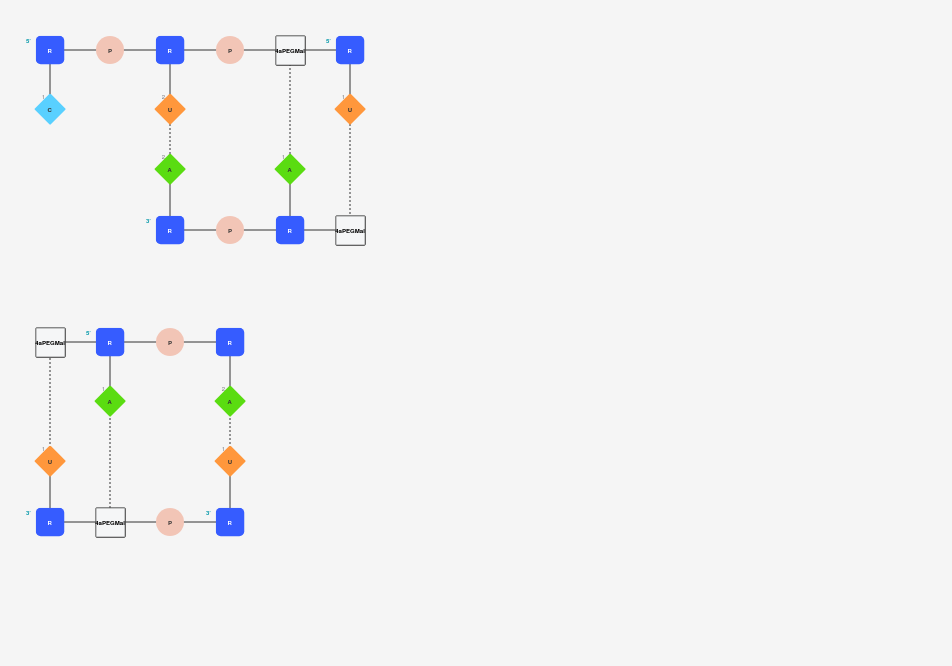 5' R P R P 4aPEGMal 5' R
1 C 2 U 1 U
2 A 1 A
3' R P R 4aPEGMal
4aPEGMal 5' R P R
1 A 2 A
1 U 1 U
3' R 4aPEGMal P 3' R